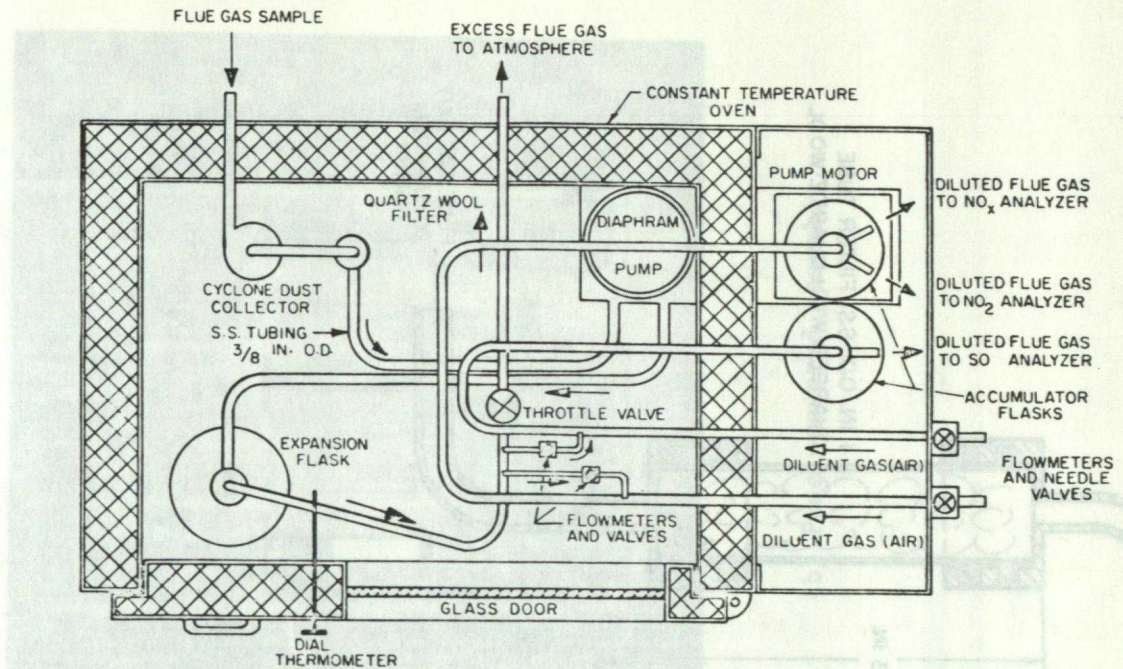 FLUE GAS SAMPLE
EXCESS FLUE GAS
TO ATMOSPHERE
CONSTANT TEMPERATURE
OVEN
PUMP MOTOR
QUARTZ WOOL
FILTER
DIAPHRAM
PUMP
DILUTED FLUE GAS
TO NOx ANALYZER
CYCLONE DUST
COLLECTOR
DILUTED FLUE GAS
TO NO2 ANALYZER
S.S. TUBING
3/8 IN. O.D.
DILUTED FLUE GAS
TO SO ANALYZER
ACCUMULATOR
FLASKS
THROTTLE VALVE
EXPANSION
FLASK
DILUENT GAS(AIR)
FLOWMETERS
AND NEEDLE
VALVES
FLOWMETERS
AND VALVES
DILUENT GAS (AIR)
GLASS DOOR
DIAL
THERMOMETER